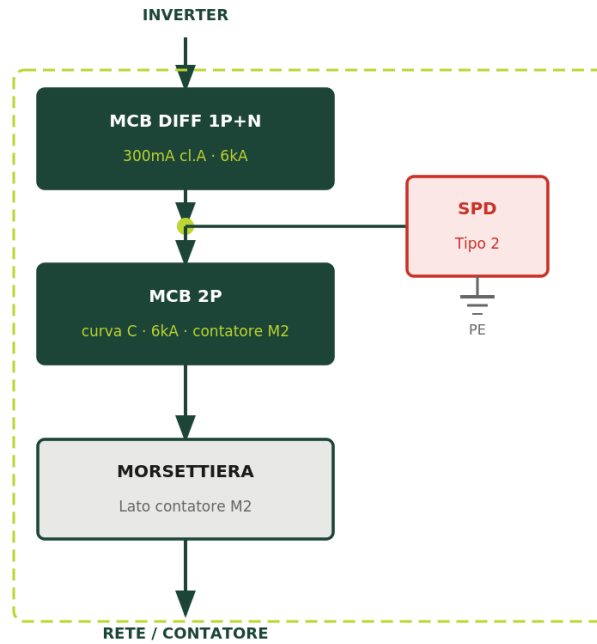 INVERTER
MCB DIFF 1P+N
300mA cl.A · 6kA
SPD
Tipo 2
MCB 2P
curva C · 6kA · contatore M2
PE
MORSETTIERA
Lato contatore M2
RETE / CONTATORE